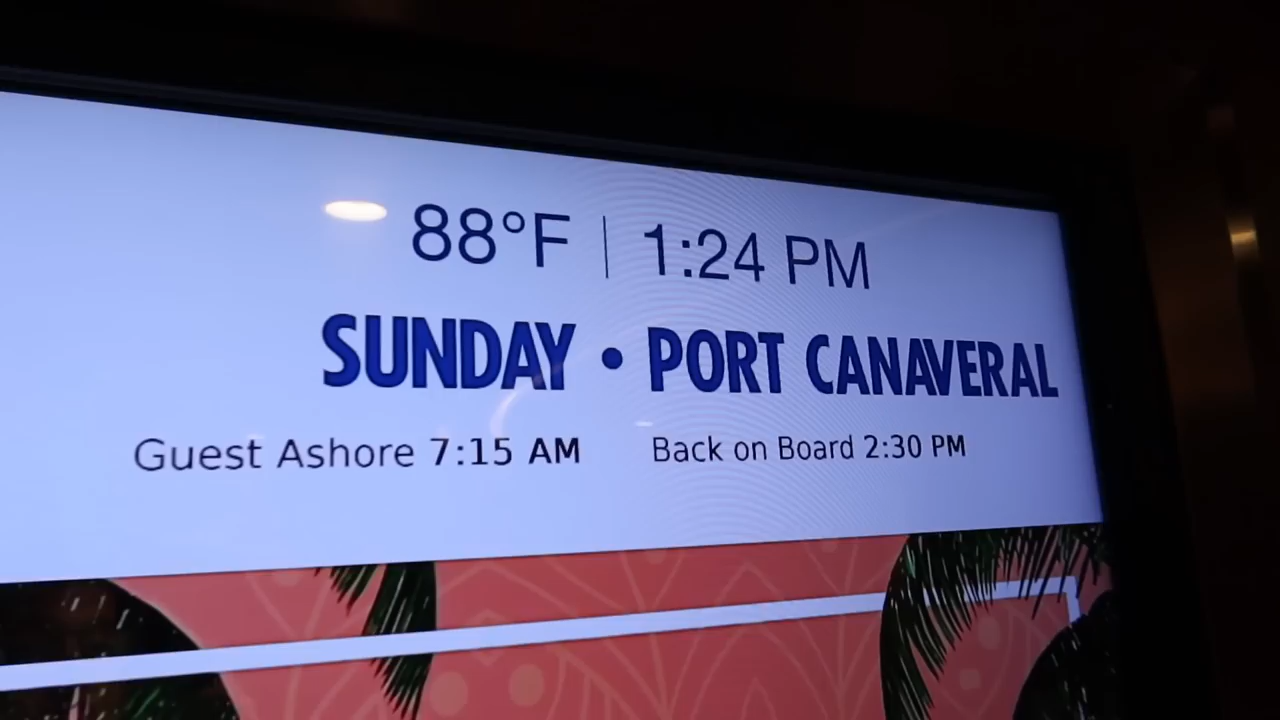 88°F | 1:24 PM
SUNDAY • PORT CANAVERAL
Guest Ashore 7:15 AM Back on Board 2:30 PM